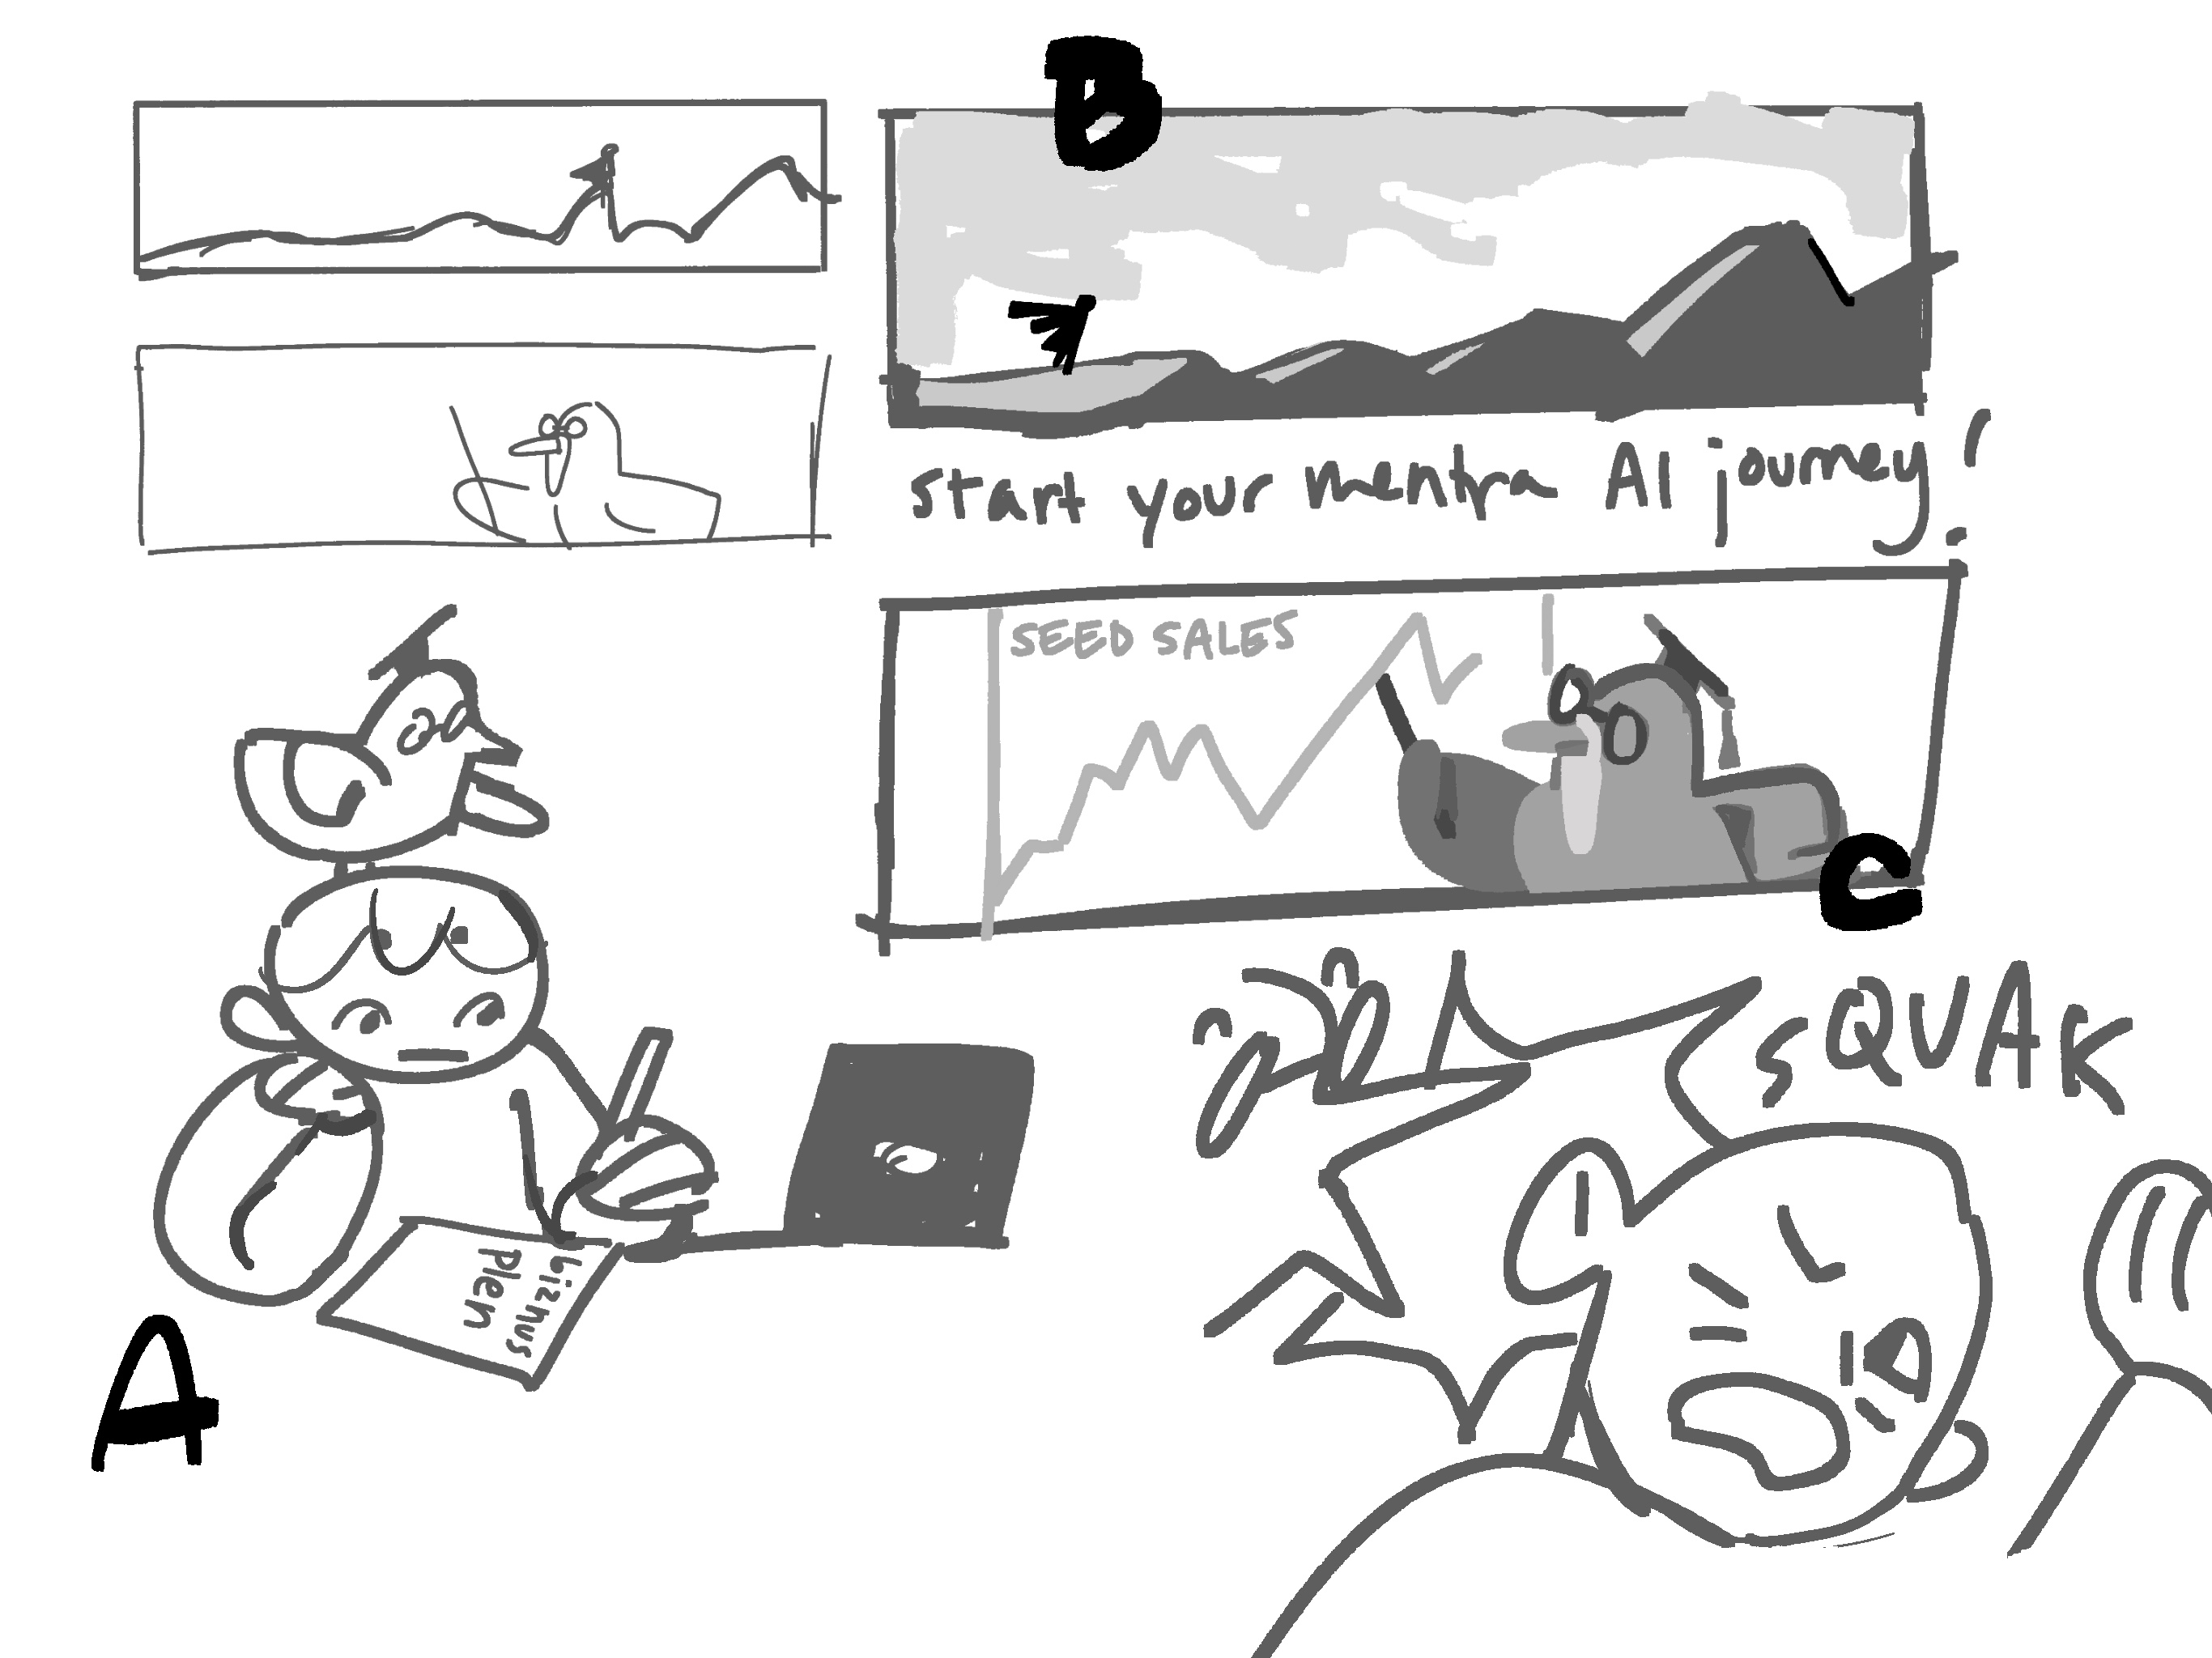 B
start your mentra AI journey!
SEED SALES
C
SQUAK
biznus
plen
A